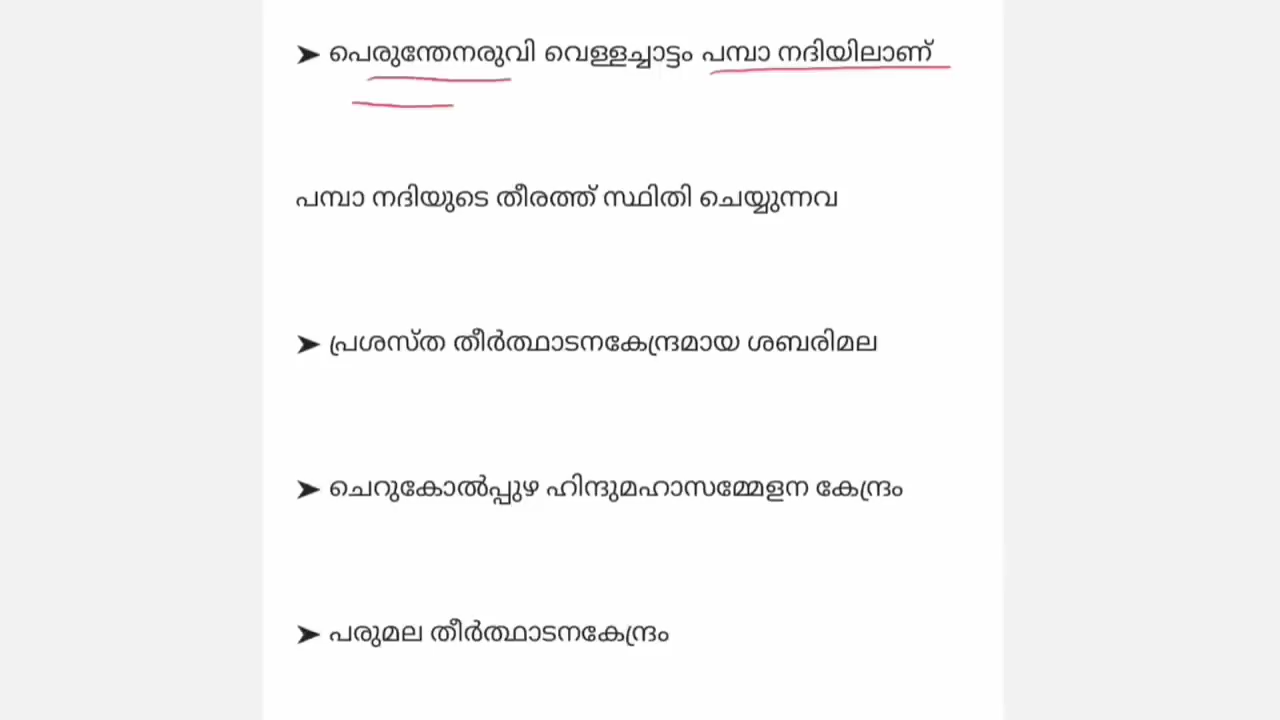 ➤ പെരുന്തേനരുവി വെള്ളച്ചാട്ടം പമ്പാ നദിയിലാണ്
പമ്പാ നദിയുടെ തീരത്ത് സ്ഥിതി ചെയ്യുന്നവ
➤ പ്രശസ്ത തീർത്ഥാടനകേന്ദ്രമായ ശബരിമല
➤ ചെറുകോൽപ്പുഴ ഹിന്ദുമഹാസമ്മേളന കേന്ദ്രം
➤ പരുമല തീർത്ഥാടനകേന്ദ്രം